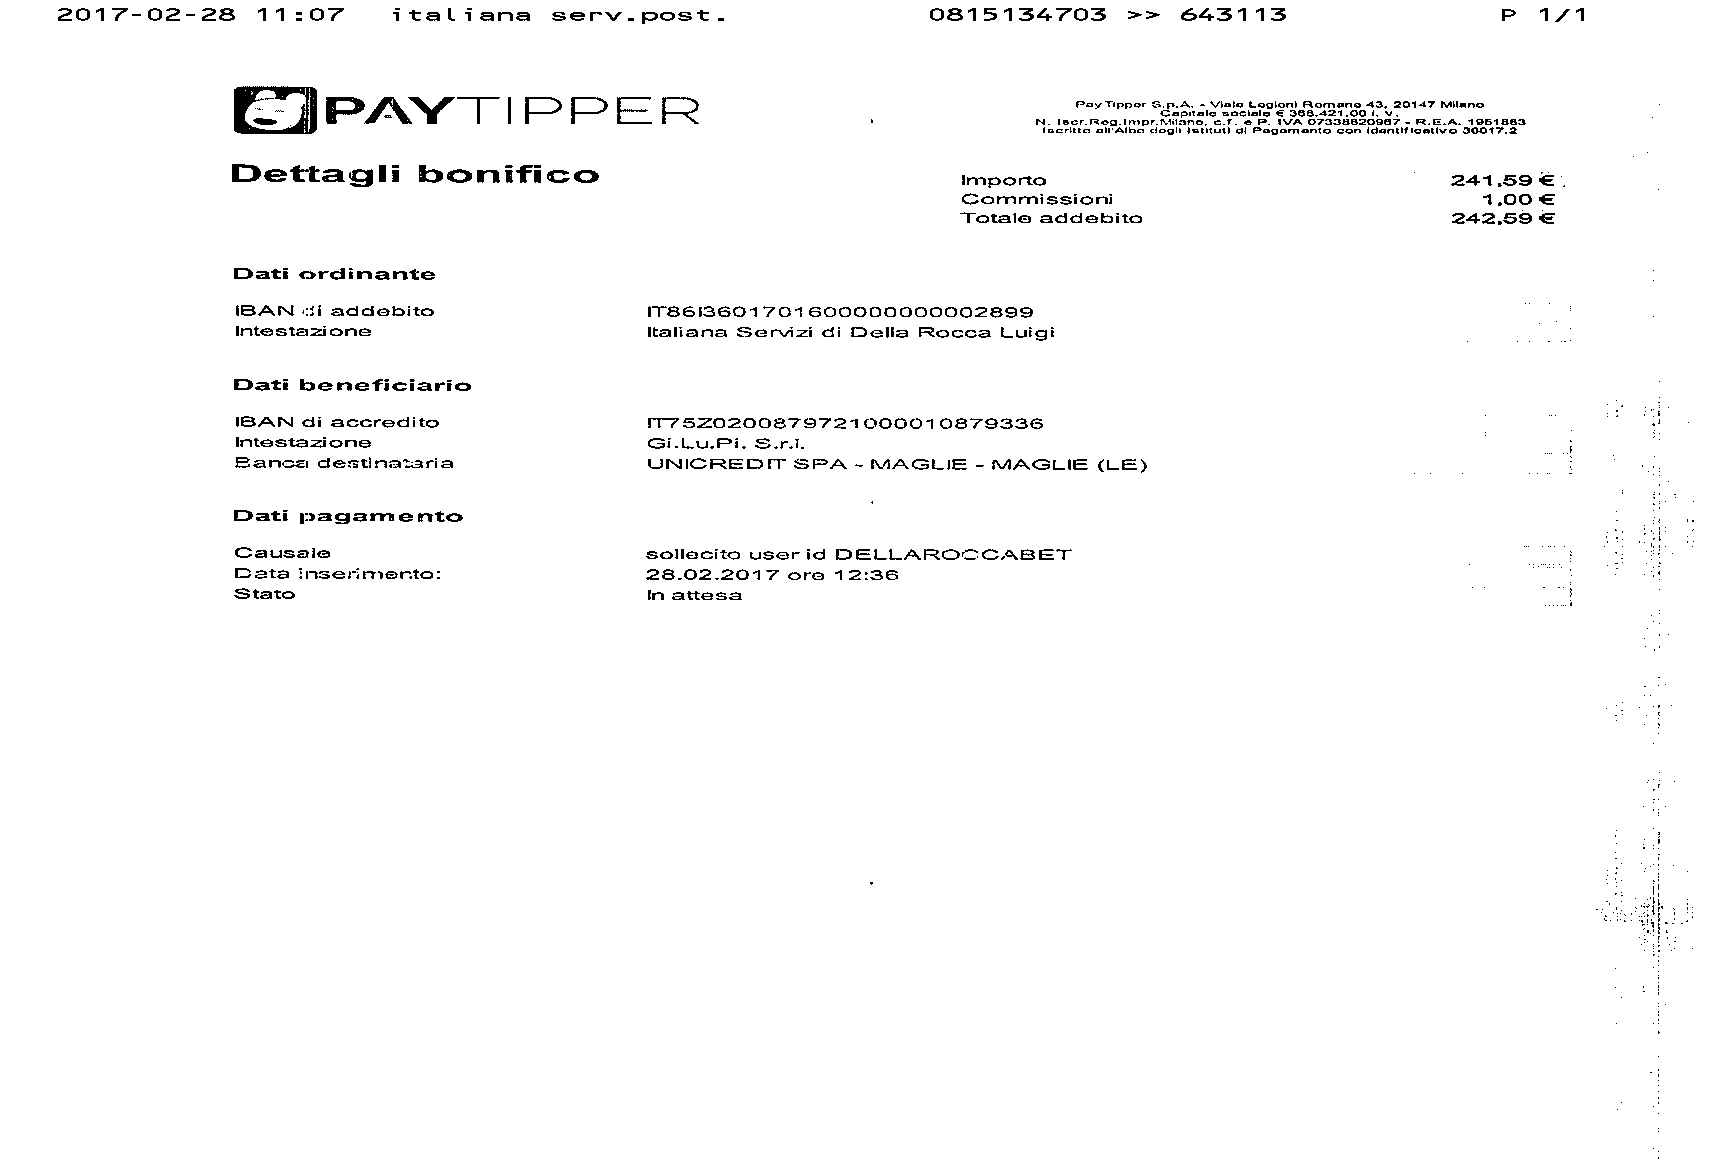 2017-02-28 11:07 italiana serv.post. 0815134703 >> 643113 P 1/1
PAYTIPPER
PayTipper S.p.A. - Viale Legioni Romane 43, 20147 Milano
Capitale sociale € 368.421,00 i. v.
N. Iscr.Reg.Impr.Milano, c.f. e P. IVA 07338620967 - R.E.A. 1951863
Iscritto all'Albo degli Istituti di Pagamento con identificativo 36017.2
Dettagli bonifico
Importo 241,59 €
Commissioni 1,00 €
Totale addebito 242,59 €
Dati ordinante
IBAN di addebito IT86I3601701600000000002899
Intestazione Italiana Servizi di Della Rocca Luigi
Dati beneficiario
IBAN di accredito IT75Z0200879721000010879336
Intestazione Gi.Lu.Pi. S.r.l.
Banca destinataria UNICREDIT SPA - MAGLIE - MAGLIE (LE)
Dati pagamento
Causale sollecito user id DELLAROCCABET
Data inserimento: 28.02.2017 ore 12:36
Stato In attesa